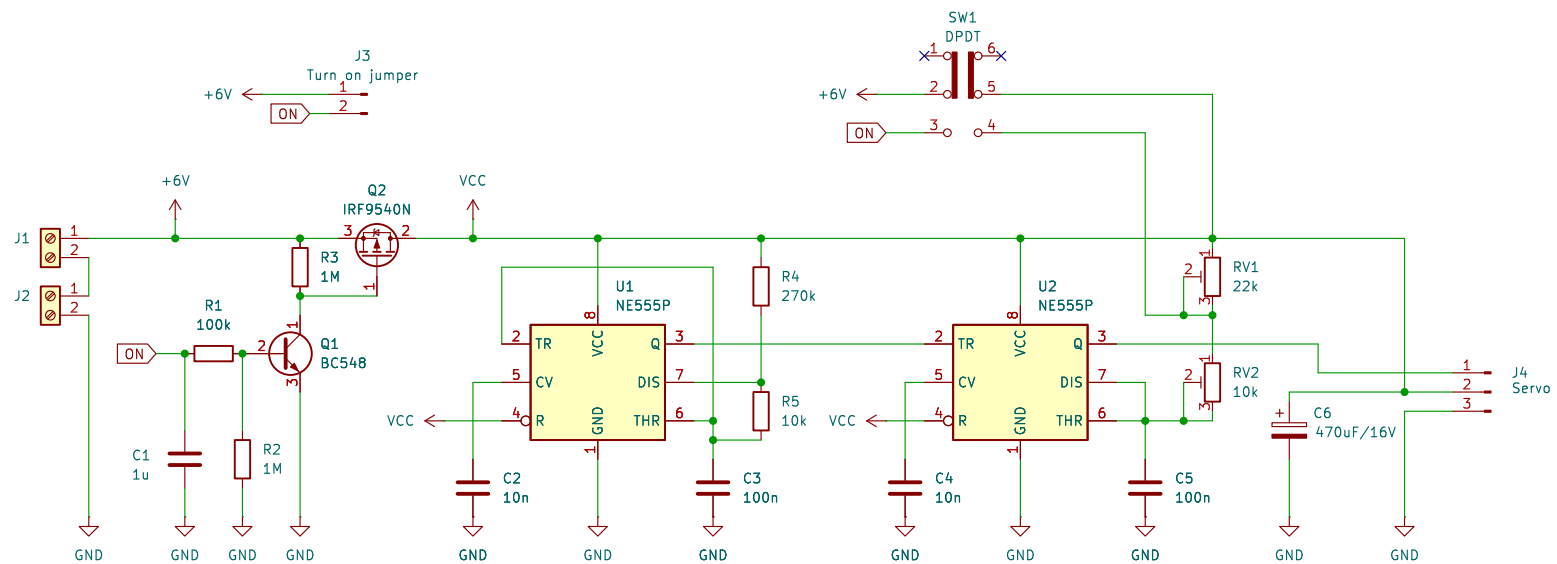 SW1
DPDT
1
6
J3
Turn on jumper
+6V
1
ON
2
+6V
2
5
ON
3
4
+6V
Q2
IRF9540N
VCC
J1
1
2
3
2
1
R3
1M
J2
1
2
R1
100k
ON
2
1
3
Q1
BC548
C1
1u
R2
1M
GND
GND
GND
GND
U1
NE555P
8
VCC
2
TR
Q
3
5
CV
DIS
7
VCC
4
R
THR
6
GND
1
R4
270k
R5
10k
C2
10n
C3
100n
GND
GND
GND
U2
NE555P
8
VCC
2
TR
Q
3
5
CV
DIS
7
VCC
4
R
THR
6
GND
1
1
2
3
RV1
22k
1
2
3
RV2
10k
C4
10n
C5
100n
GND
GND
GND
+
C6
470uF/16V
1
2
3
J4
Servo
GND
GND